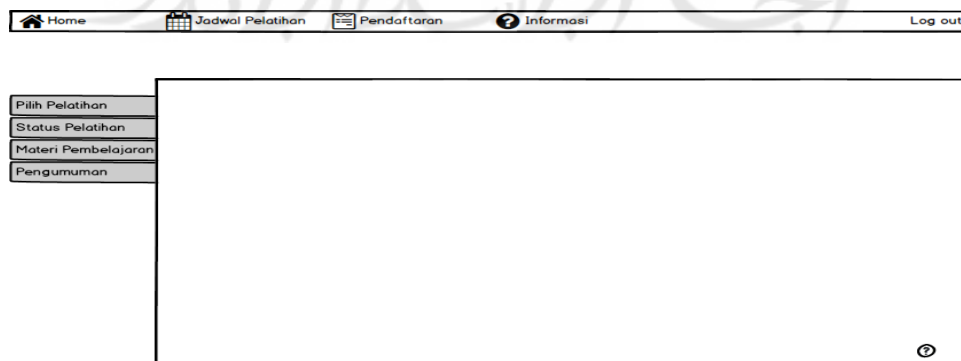 Home Jadwal Pelatihan Pendaftaran Informasi Log out
Pilih Pelatihan
Status Pelatihan
Materi Pembelajaran
Pengumuman